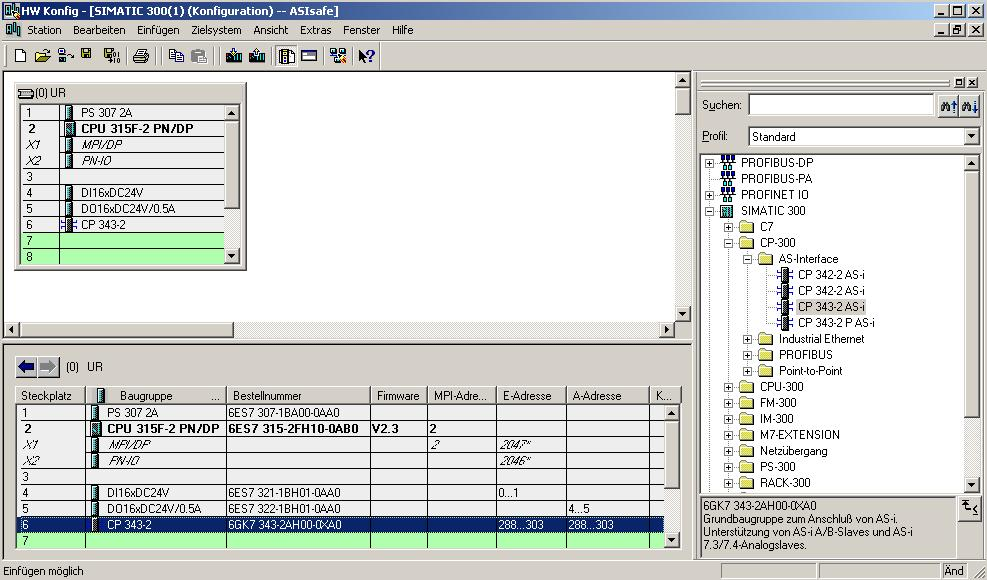 HW Konfig - [SIMATIC 300(1) (Konfiguration) -- ASIsafe]
Station Bearbeiten Einfügen Zielsystem Ansicht Extras Fenster Hilfe
(0) UR
1 PS 307 2A
2 CPU 315F-2 PN/DP
X1 MPI/DP
X2 PN-IO
3
4 DI16xDC24V
5 DO16xDC24V/0.5A
6 CP 343-2
7
8
Suchen:
Profil: Standard
PROFIBUS-DP
PROFIBUS-PA
PROFINET IO
SIMATIC 300
C7
CP-300
AS-Interface
CP 342-2 AS-i
CP 342-2 AS-i
CP 343-2 AS-i
CP 343-2 P AS-i
Industrial Ethernet
PROFIBUS
Point-to-Point
CPU-300
FM-300
IM-300
M7-EXTENSION
Netzübergang
PS-300
RACK-300
6GK7 343-2AH00-0XA0
Grundbaugruppe zum Anschluß von AS-i.
Unterstützung von AS-i A/B-Slaves und AS-i
7.3/7.4-Analogslaves.
(0) UR
Steckplatz Baugruppe ... Bestellnummer Firmware MPI-Adre... E-Adresse A-Adresse K...
1 PS 307 2A 6ES7 307-1BA00-0AA0
2 CPU 315F-2 PN/DP 6ES7 315-2FH10-0AB0 V2.3 2
X1 MPI/DP 2 2047*
X2 PN-IO 2046*
3
4 DI16xDC24V 6ES7 321-1BH01-0AA0 0...1
5 DO16xDC24V/0.5A 6ES7 322-1BH01-0AA0 4...5
6 CP 343-2 6GK7 343-2AH00-0XA0 288...303 288...303
7
Einfügen möglich Änd